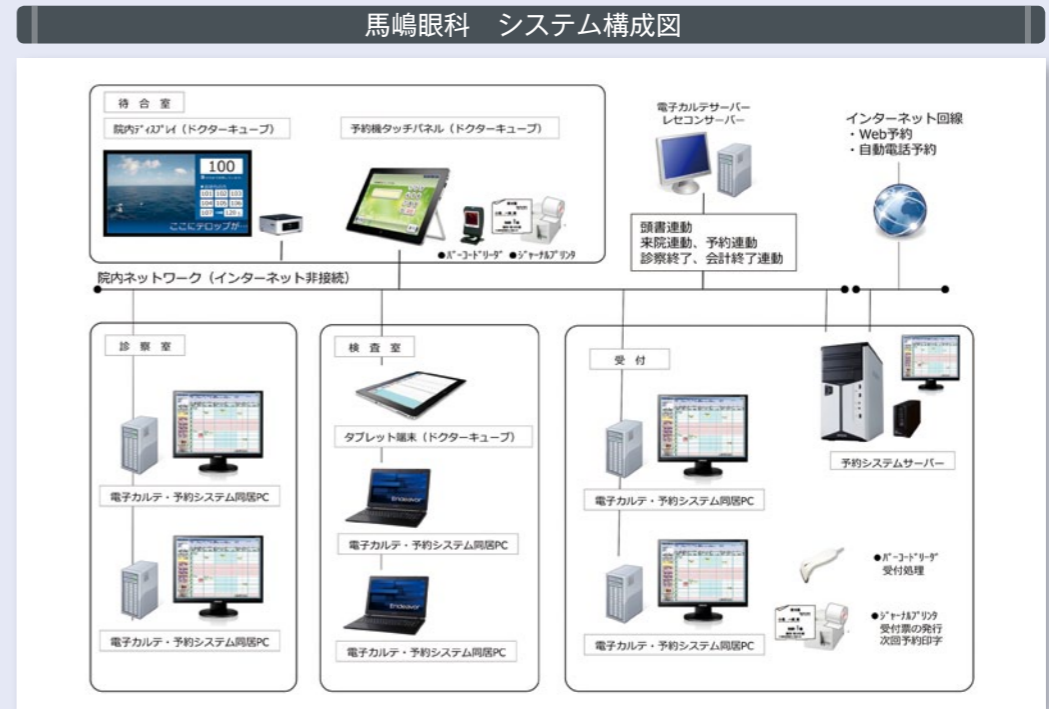 馬嶋眼科　システム構成図
待 合 室
院内ﾃﾞｨｽﾌﾟﾚｲ（ドクターキューブ）
予約機タッチパネル（ドクターキューブ）
100
101 102 103
104 105 106
107
120
ここにテロップが…
●ﾊﾞｰｺｰﾄﾞﾘｰﾀﾞ ●ｼﾞｬｰﾅﾙﾌﾟﾘﾝﾀ
電子カルテサーバー
レセコンサーバー
頭書連動
来院連動、予約連動
診察終了、会計終了連動
インターネット回線
・Web予約
・自動電話予約
院内ネットワーク（インターネット非接続）
診 察 室
電子カルテ・予約システム同居PC
電子カルテ・予約システム同居PC
検 査 室
タブレット端末（ドクターキューブ）
Endeavor
電子カルテ・予約システム同居PC
Endeavor
電子カルテ・予約システム同居PC
受 付
電子カルテ・予約システム同居PC
電子カルテ・予約システム同居PC
予約システムサーバー
●ﾊﾞｰｺｰﾄﾞﾘｰﾀﾞ
受付処理
●ｼﾞｬｰﾅﾙﾌﾟﾘﾝﾀ
受付票の発行
次回予約印字